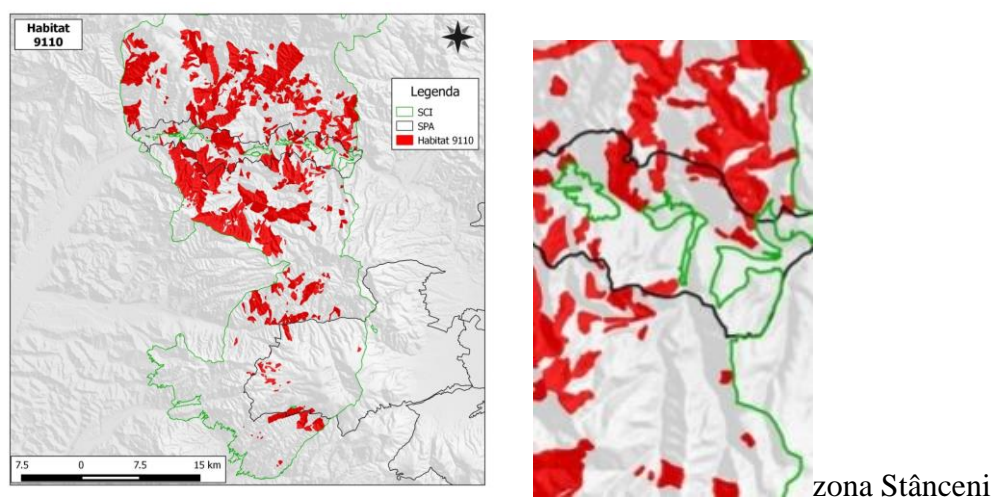 Habitat
9110
Legenda
SCI
SPA
Habitat 9110
7.5 0 7.5 15 km
zona Stânceni